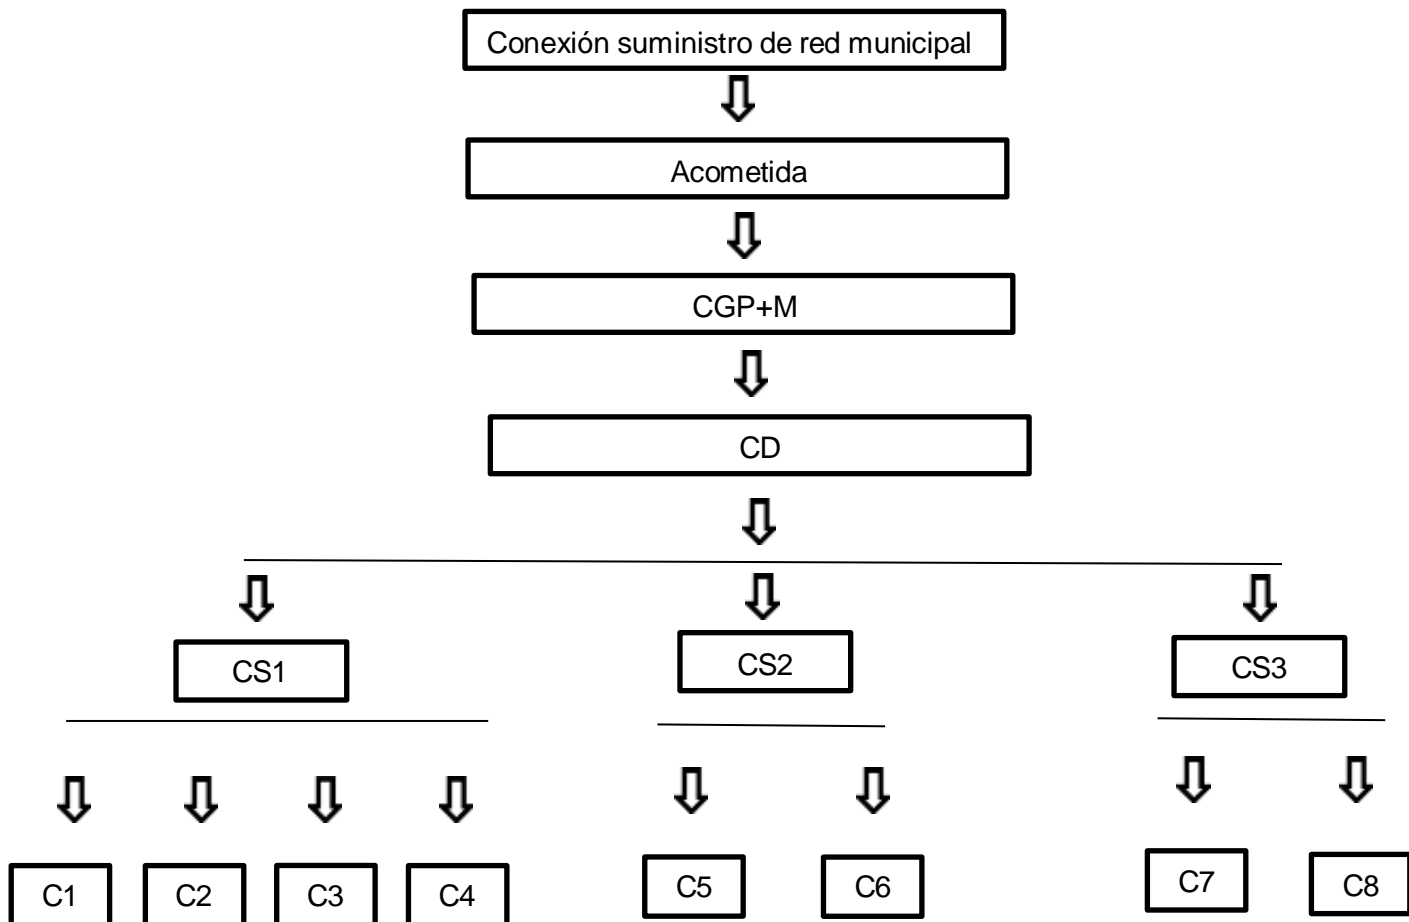 Conexión suministro de red municipal
Acometida
CGP+M
CD
CS1
CS2
CS3
C1
C2
C3
C4
C5
C6
C7
C8